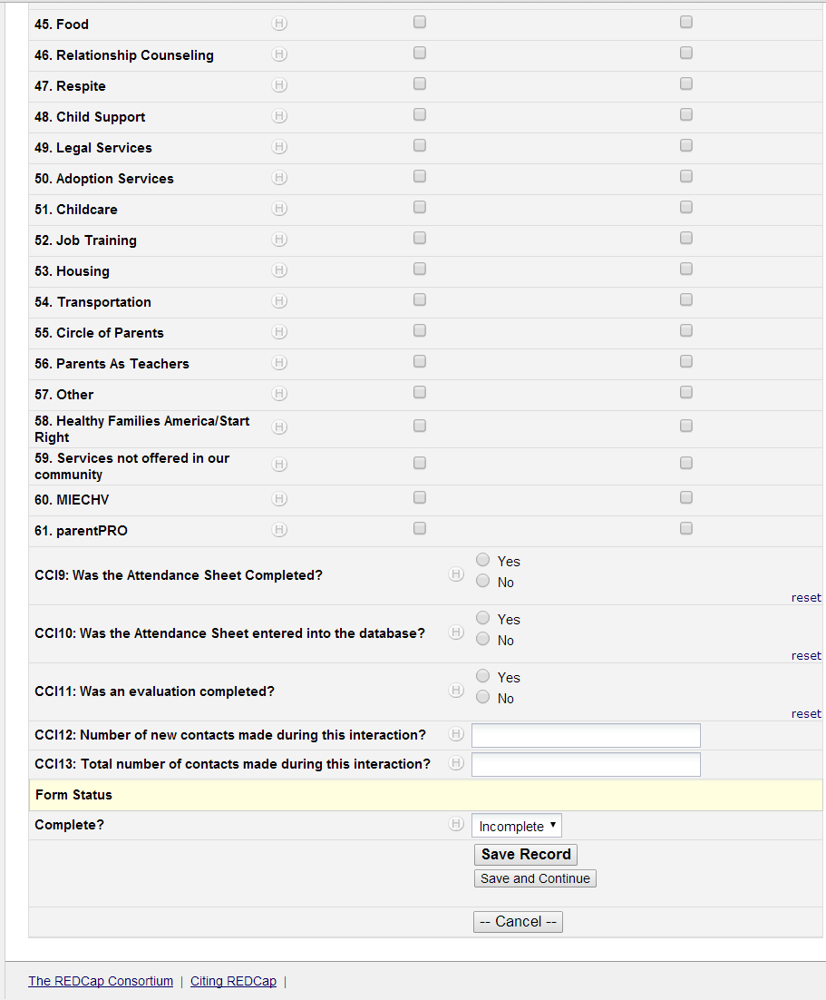 45. Food H
46. Relationship Counseling H
47. Respite H
48. Child Support H
49. Legal Services H
50. Adoption Services H
51. Childcare H
52. Job Training H
53. Housing H
54. Transportation H
55. Circle of Parents H
56. Parents As Teachers H
57. Other H
58. Healthy Families America/Start
Right H
59. Services not offered in our
community H
60. MIECHV H
61. parentPRO H
CCI9: Was the Attendance Sheet Completed? H
Yes
No
reset
CCI10: Was the Attendance Sheet entered into the database? H
Yes
No
reset
CCI11: Was an evaluation completed? H
Yes
No
reset
CCI12: Number of new contacts made during this interaction? H
CCI13: Total number of contacts made during this interaction? H
Form Status
Complete? H Incomplete
Save Record
Save and Continue
-- Cancel --
The REDCap Consortium | Citing REDCap |